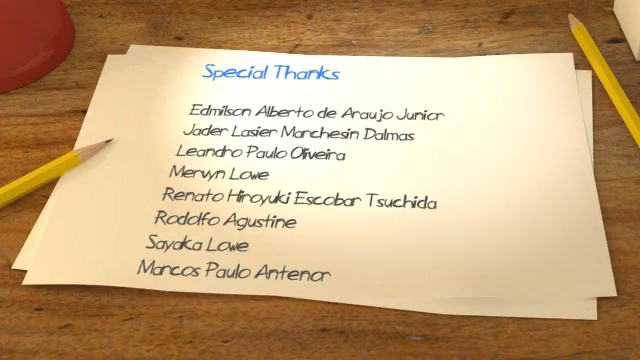 Special Thanks
Edmilson Alberto de Araujo Junior
Jader Lasier Marchesin Dalmas
Leandro Paulo Oliveira
Mervyn Lowe
Renato Hiroyuki Escobar Tsuchida
Rodolfo Agustine
Sayaka Lowe
Marcos Paulo Antenor